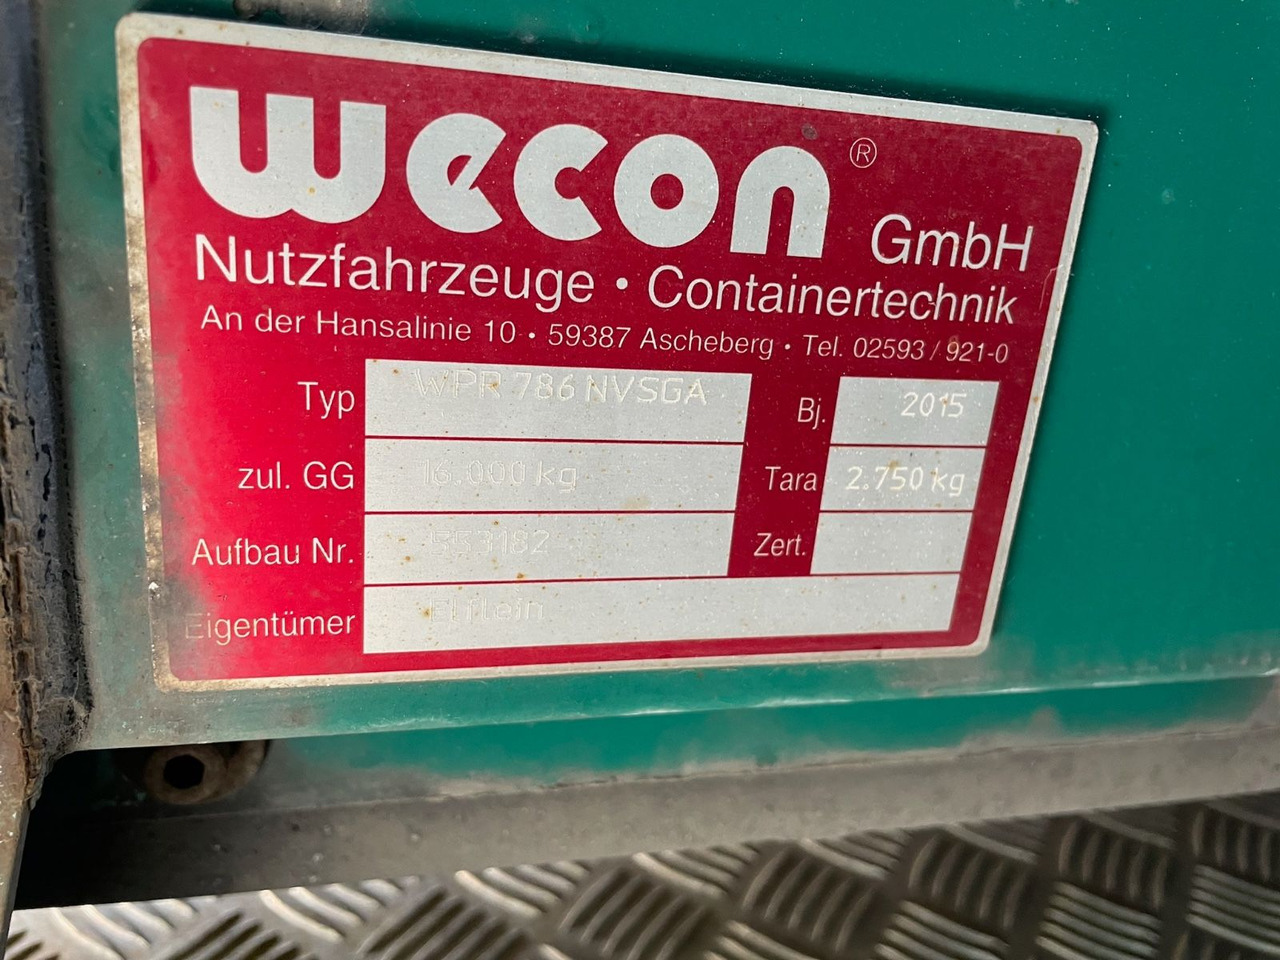 wecon ® GmbH
Nutzfahrzeuge · Containertechnik
An der Hansalinie 10 · 59387 Ascheberg · Tel. 02593 / 921-0
Typ WPR 786 NVSGA Bj. 2015
zul. GG 16.000 kg Tara 2.750 kg
Aufbau Nr. 553182 Zert.
Eigentümer Elflein